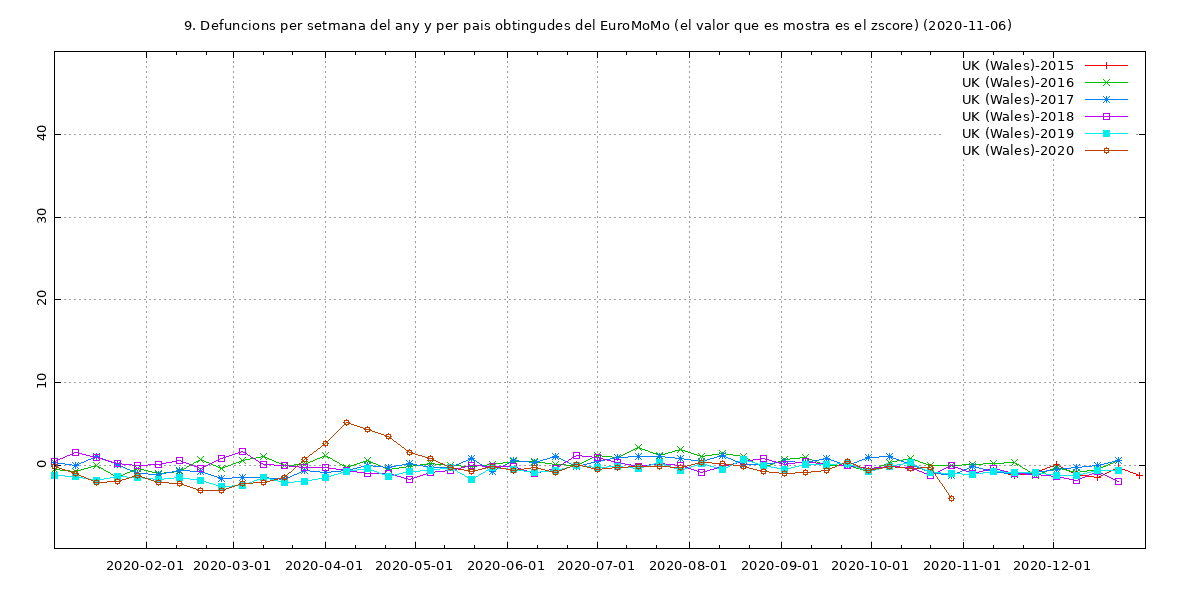 9. Defuncions per setmana del any y per pais obtingudes del EuroMoMo (el valor que es mostra es el zscore) (2020-11-06)
UK (Wales)-2015
UK (Wales)-2016
UK (Wales)-2017
UK (Wales)-2018
UK (Wales)-2019
UK (Wales)-2020
40
30
20
10
0
2020-02-01 2020-03-01 2020-04-01 2020-05-01 2020-06-01 2020-07-01 2020-08-01 2020-09-01 2020-10-01 2020-11-01 2020-12-01